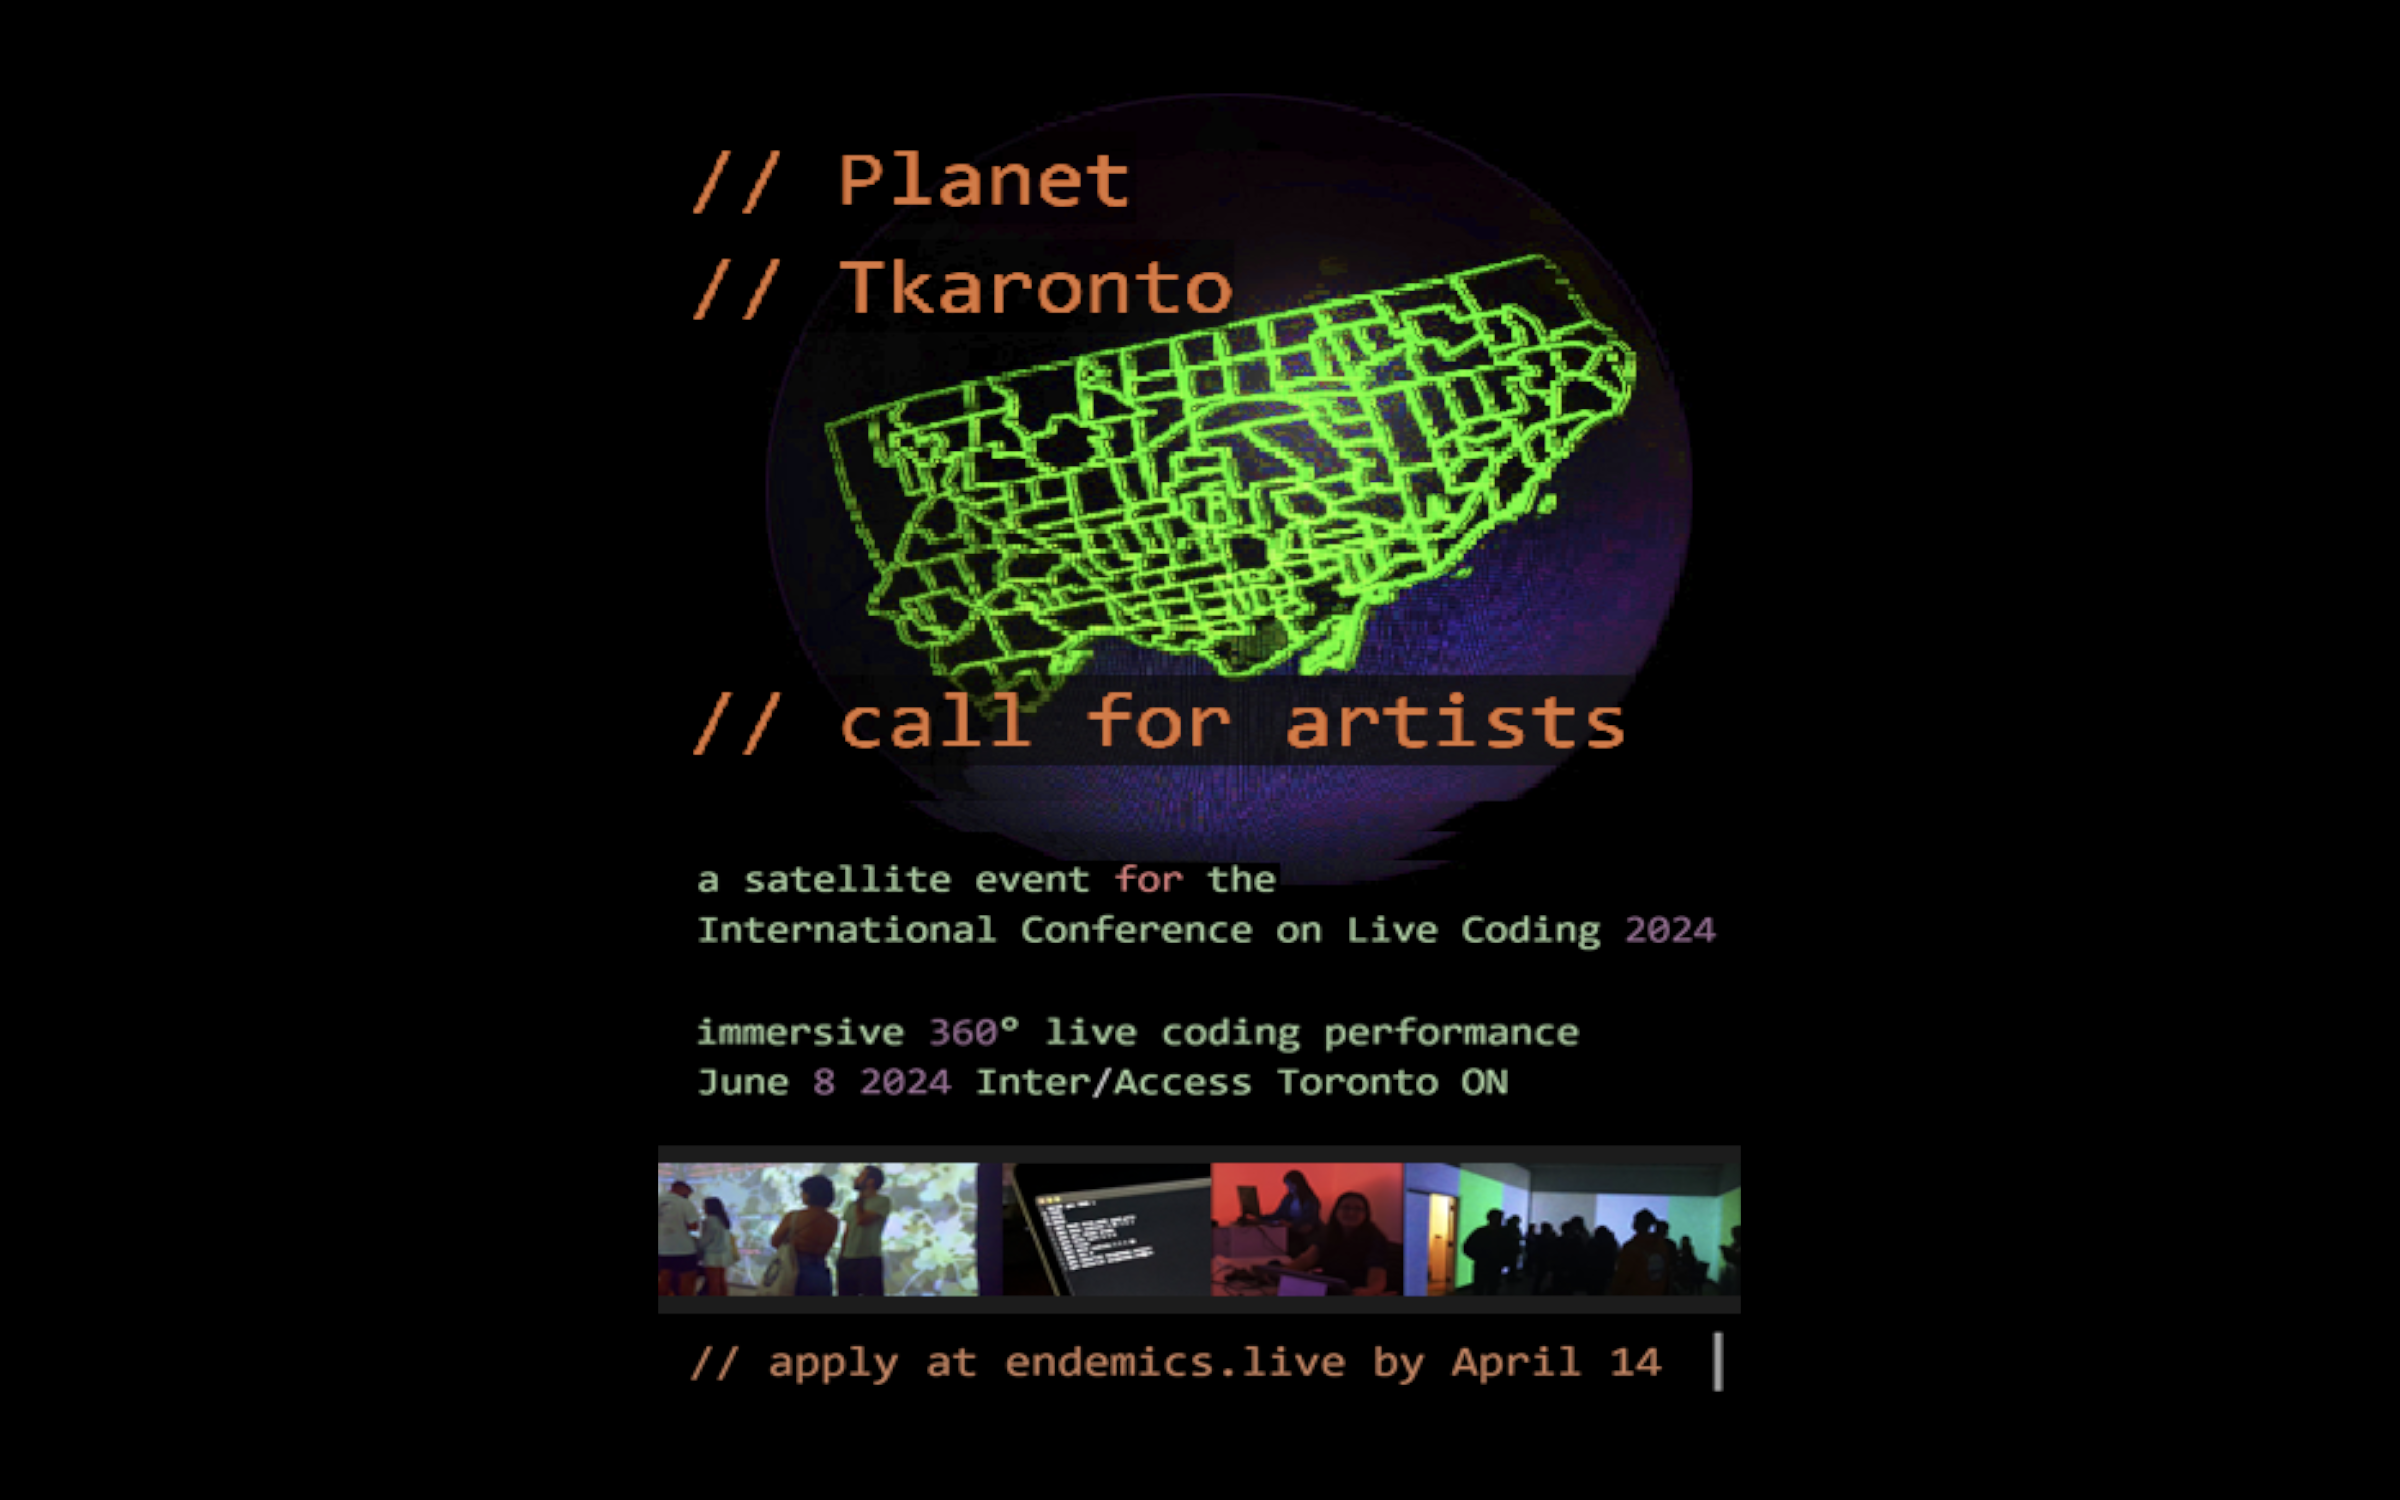 // Planet
// Tkaronto
// call for artists
a satellite event for the
International Conference on Live Coding 2024
immersive 360° live coding performance
June 8 2024 Inter/Access Toronto ON
// apply at endemics.live by April 14